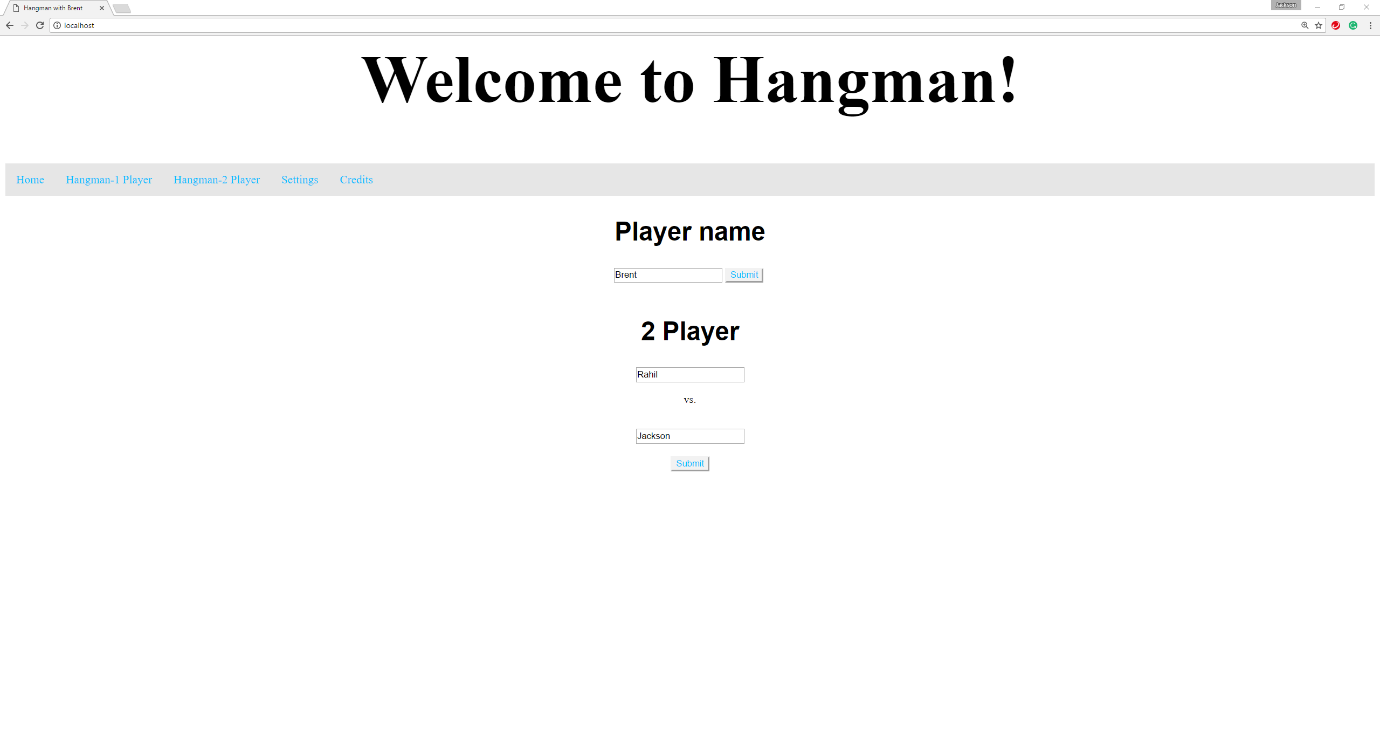 Hangman with Brent
Jackson
localhost
Welcome to Hangman!
Home Hangman-1 Player Hangman-2 Player Settings Credits
Player name
Brent Submit
2 Player
Rahil
vs.
Jackson
Submit